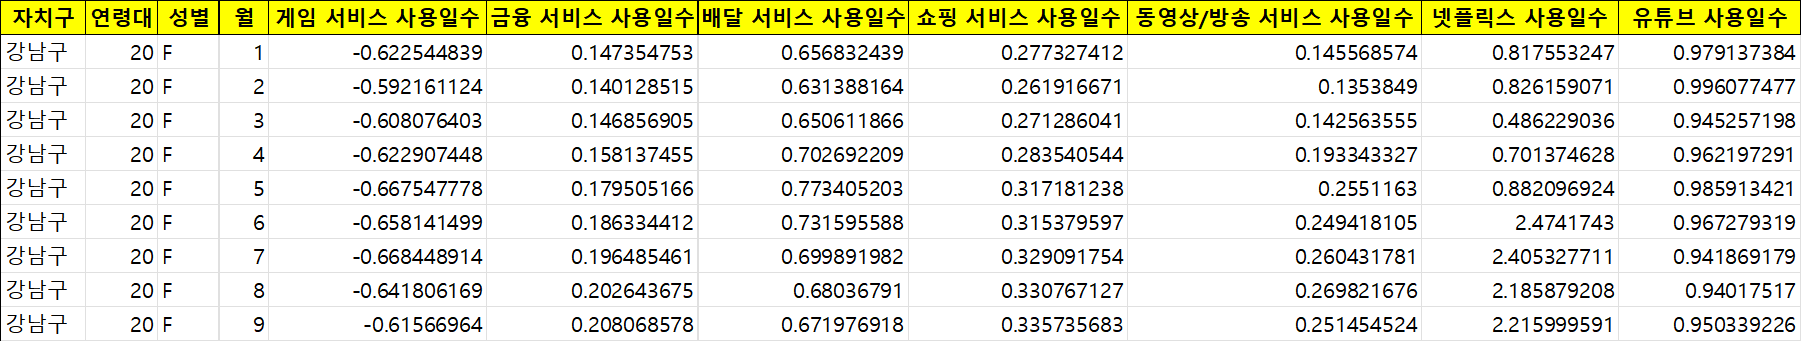 자치구 연령대 성별 월 게임 서비스 사용일수 금융 서비스 사용일수 배달 서비스 사용일수 쇼핑 서비스 사용일수 동영상/방송 서비스 사용일수 넷플릭스 사용일수 유튜브 사용일수
강남구 20 F 1 -0.622544839 0.147354753 0.656832439 0.277327412 0.145568574 0.817553247 0.979137384
강남구 20 F 2 -0.592161124 0.140128515 0.631388164 0.261916671 0.1353849 0.826159071 0.996077477
강남구 20 F 3 -0.608076403 0.146856905 0.650611866 0.271286041 0.142563555 0.486229036 0.945257198
강남구 20 F 4 -0.622907448 0.158137455 0.702692209 0.283540544 0.193343327 0.701374628 0.962197291
강남구 20 F 5 -0.667547778 0.179505166 0.773405203 0.317181238 0.2551163 0.882096924 0.985913421
강남구 20 F 6 -0.658141499 0.186334412 0.731595588 0.315379597 0.249418105 2.4741743 0.967279319
강남구 20 F 7 -0.668448914 0.196485461 0.699891982 0.329091754 0.260431781 2.405327711 0.941869179
강남구 20 F 8 -0.641806169 0.202643675 0.68036791 0.330767127 0.269821676 2.185879208 0.94017517
강남구 20 F 9 -0.61566964 0.208068578 0.671976918 0.335735683 0.251454524 2.215999591 0.950339226